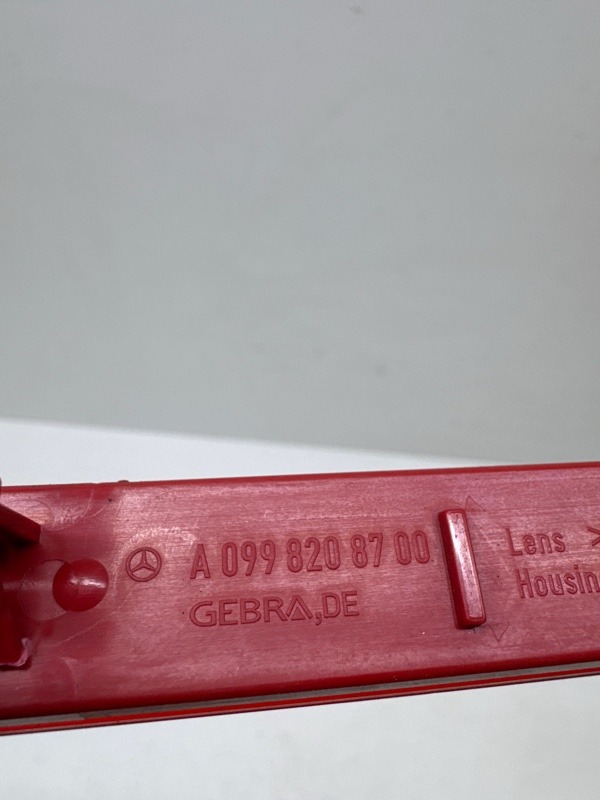 A 099 820 87 00
GEBRA,DE
Lens >
Housin